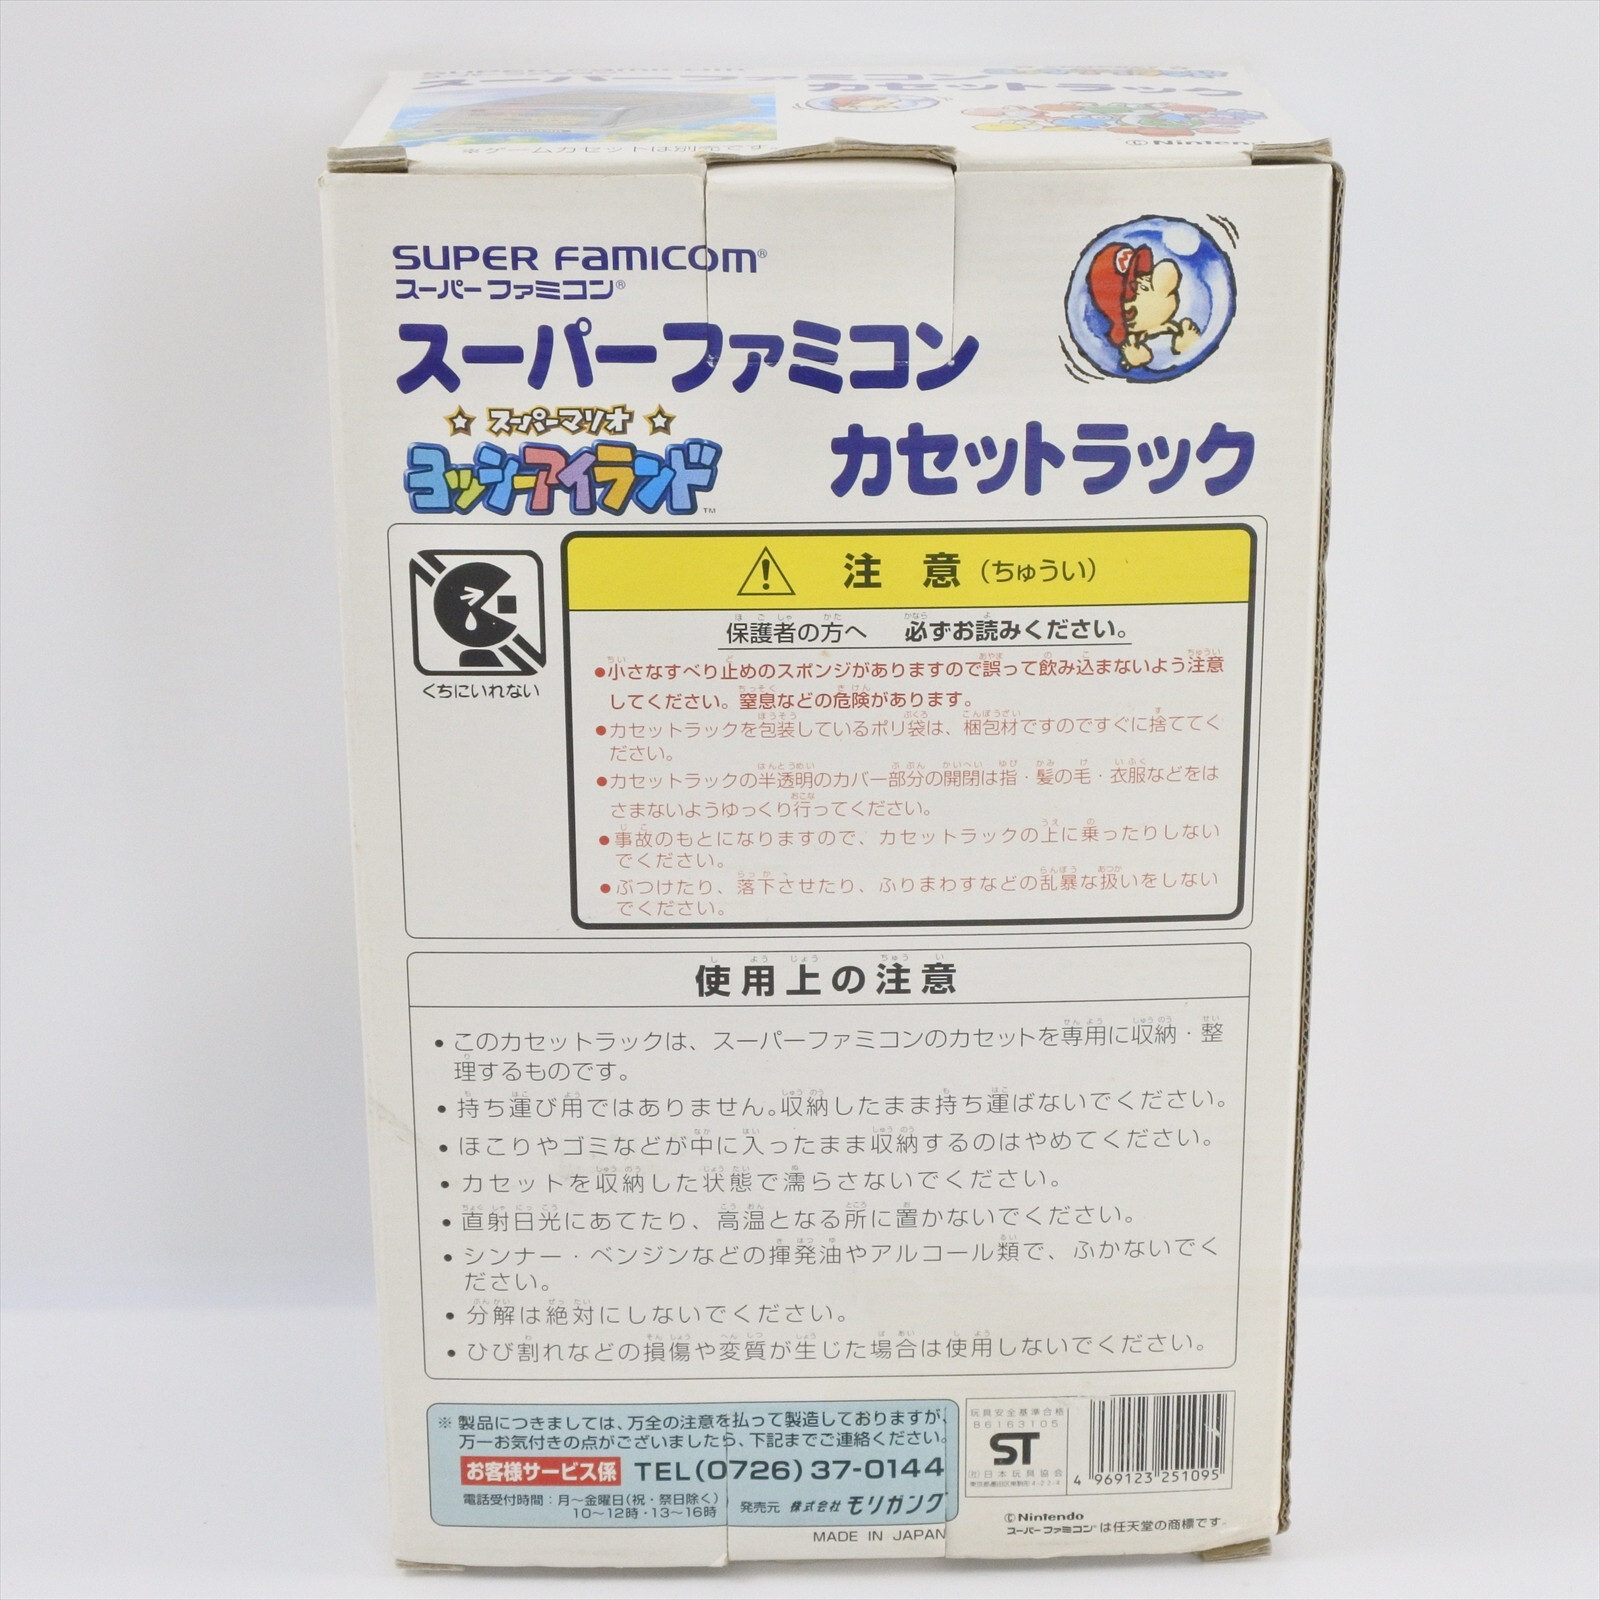 SUPER FAMICOM
スーパーファミコン
カセットラック
※ゲームカセットは別売です。
©Ninten
SUPER FAMICOM®
スーパーファミコン®
スーパーファミコン
スーパーマリオ
ヨッシーアイランド™
カセットラック
くちにいれない
注意(ちゅうい)
保護者の方へ 必ずお読みください。
●小さなすべり止めのスポンジがありますので誤って飲み込まないよう注意
してください。窒息などの危険があります。
●カセットラックを包装しているポリ袋は、梱包材ですのですぐに捨ててく
ださい。
●カセットラックの半透明のカバー部分の開閉は指・髪の毛・衣服などをは
さまないようゆっくり行ってください。
●事故のもとになりますので、カセットラックの上に乗ったりしない
でください。
●ぶつけたり、落下させたり、ふりまわすなどの乱暴な扱いをしない
でください。
使用上の注意
●このカセットラックは、スーパーファミコンのカセットを専用に収納・整
理するものです。
●持ち運び用ではありません。収納したまま持ち運ばないでください。
●ほこりやゴミなどが中に入ったまま収納するのはやめてください。
●カセットを収納した状態で濡らさないでください。
●直射日光にあてたり、高温となる所に置かないでください。
●シンナー・ベンジンなどの揮発油やアルコール類で、ふかないでく
ださい。
●分解は絶対にしないでください。
●ひび割れなどの損傷や変質が生じた場合は使用しないでください。
※製品につきましては、万全の注意を払って製造しておりますが、
万一お気付きの点がございましたら、下記までご連絡ください。
お客様サービス係 TEL(0726)37-0144
電話受付時間:月~金曜日(祝・祭日除く)
10~12時・13~16時
発売元 株式会社 モリガング
MADE IN JAPAN
玩具安全基準合格
B6163105
ST
(社)日本玩具協会
4 969123 251095
©Nintendo
スーパーファミコン®は任天堂の商標です。